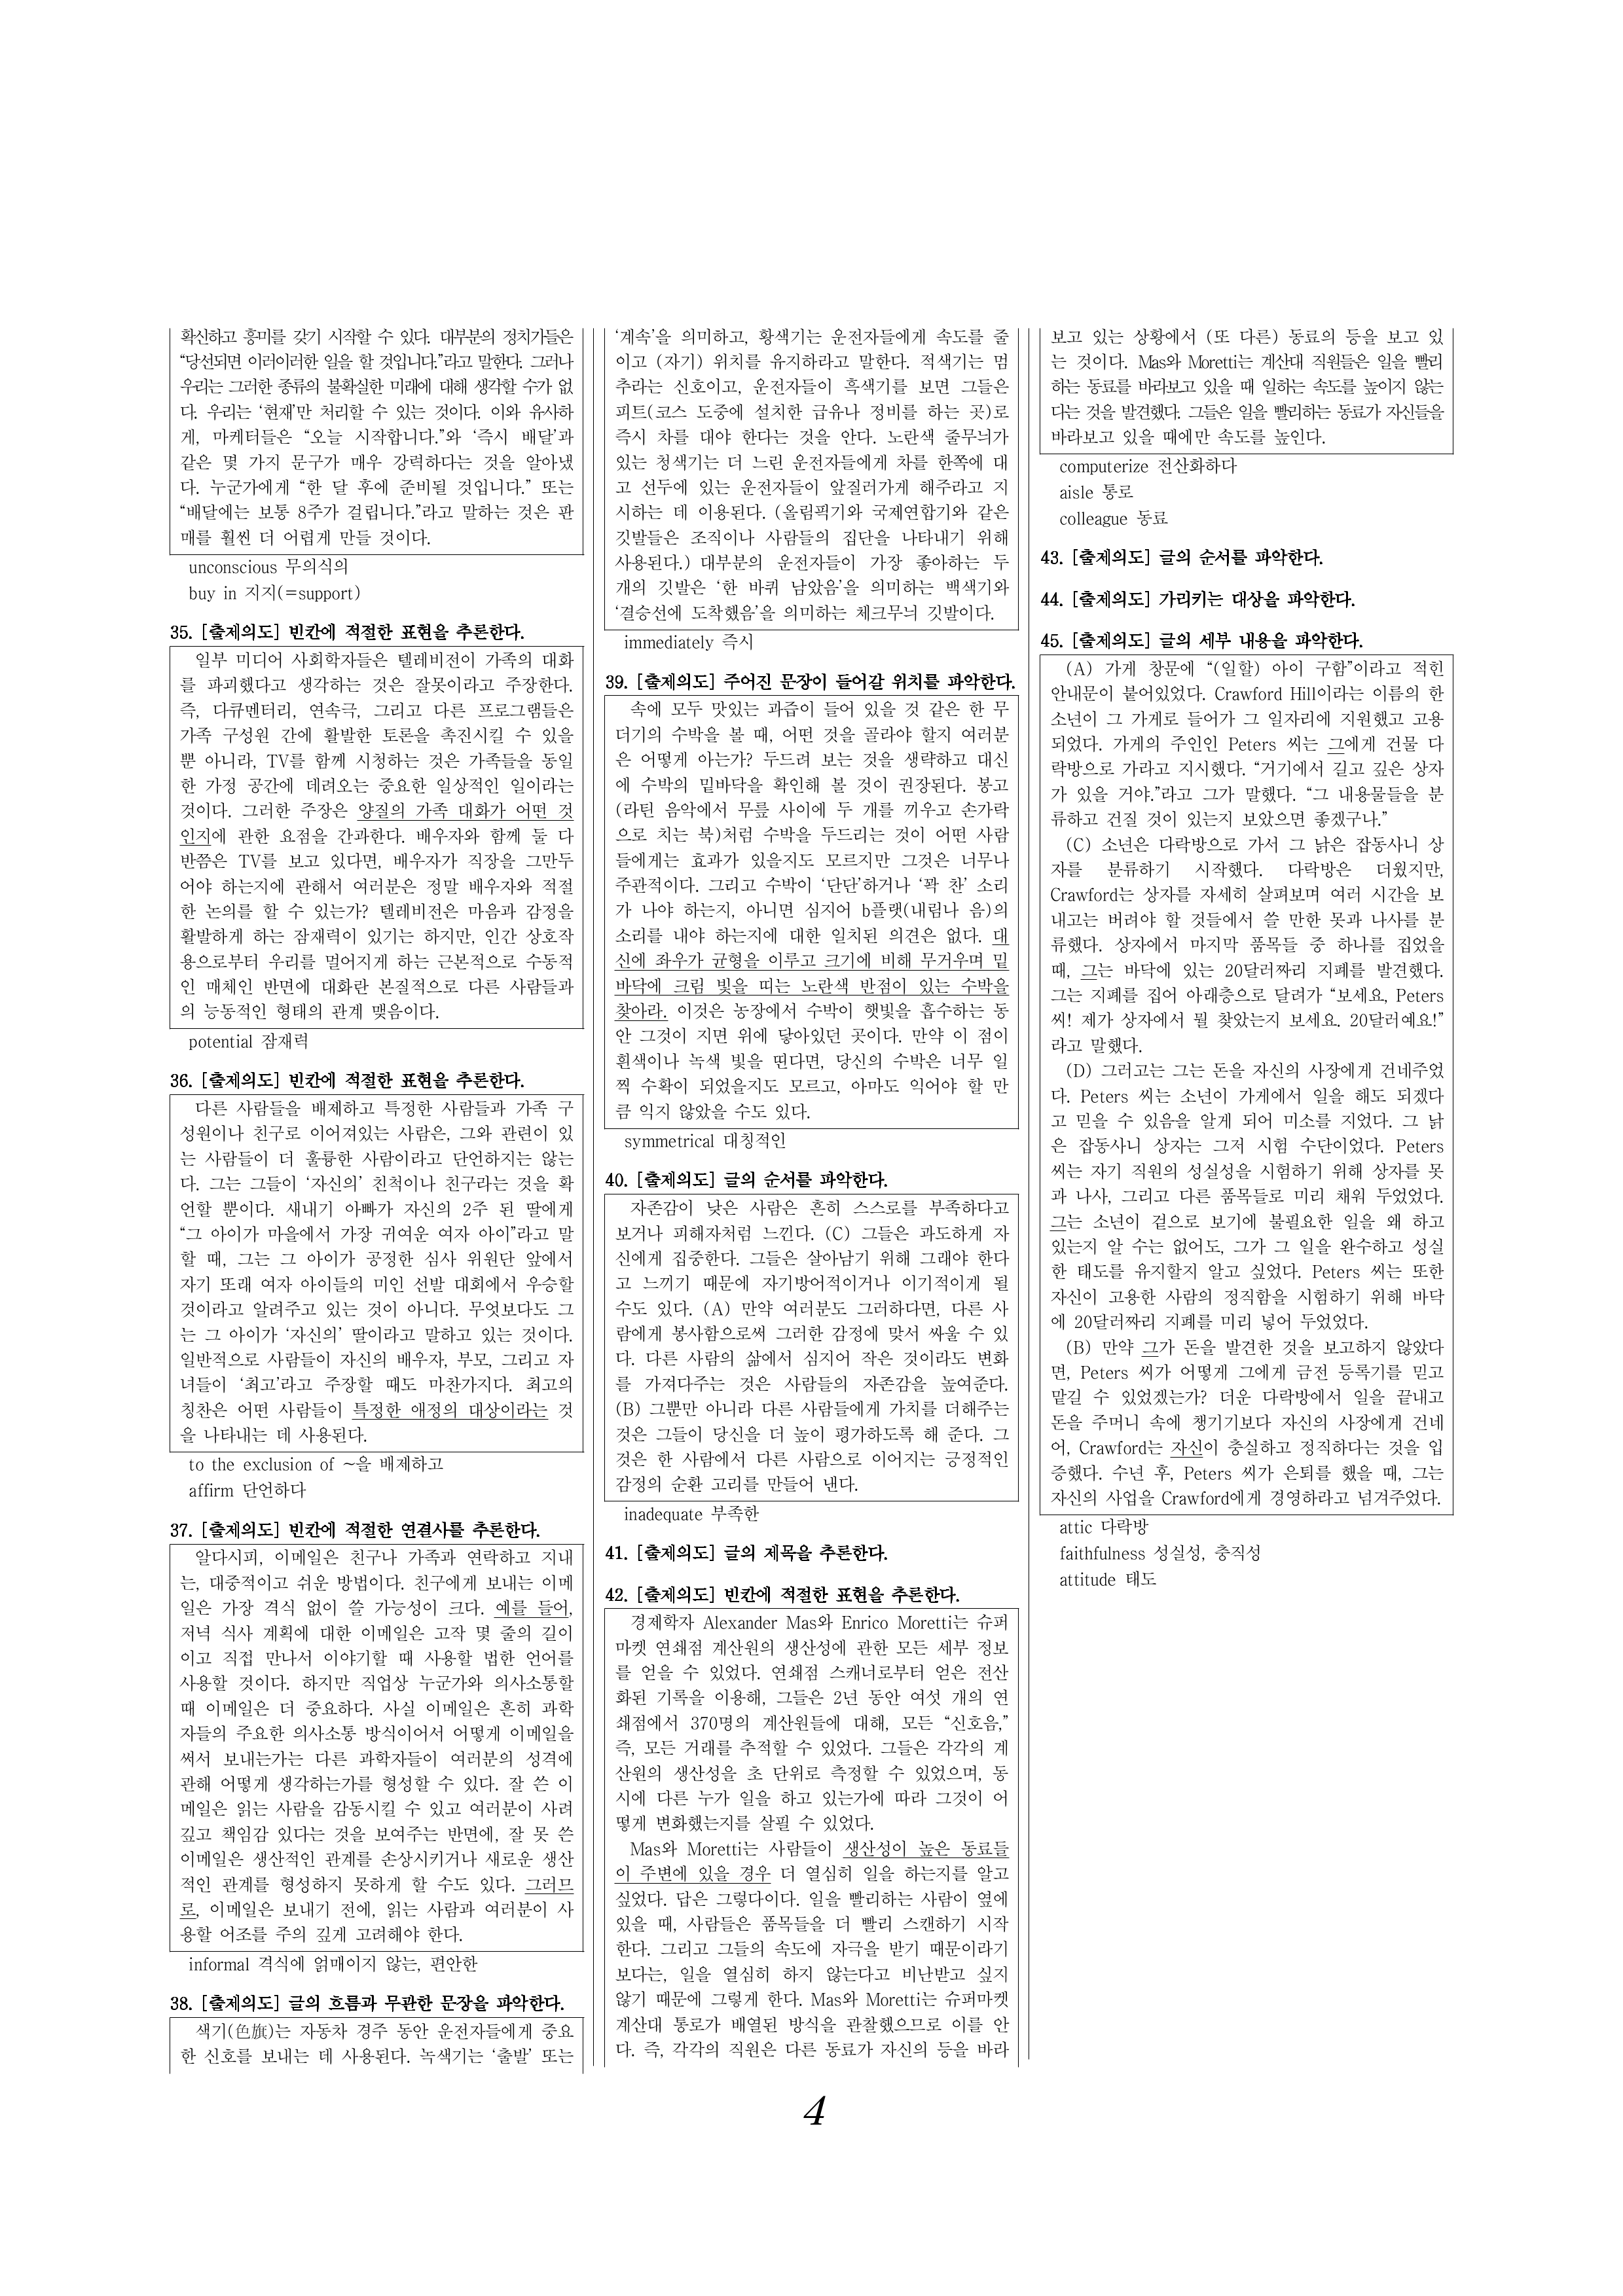 확신하고 흥미를 갖기 시작할 수 있다. 대부분의 정치가들은
“당선되면 이러이러한 일을 할 것입니다.”라고 말한다. 그러나
우리는 그러한 종류의 불확실한 미래에 대해 생각할 수가 없
다. 우리는 ‘현재’만 처리할 수 있는 것이다. 이와 유사하
게, 마케터들은 “오늘 시작합니다.”와 ‘즉시 배달’과
같은 몇 가지 문구가 매우 강력하다는 것을 알아냈
다. 누군가에게 “한 달 후에 준비될 것입니다.” 또는
“배달에는 보통 8주가 걸립니다.”라고 말하는 것은 판
매를 훨씬 더 어렵게 만들 것이다.
unconscious 무의식의
buy in 지지(=support)
35. [출제의도] 빈칸에 적절한 표현을 추론한다.
일부 미디어 사회학자들은 텔레비전이 가족의 대화
를 파괴했다고 생각하는 것은 잘못이라고 주장한다.
즉, 다큐멘터리, 연속극, 그리고 다른 프로그램들은
가족 구성원 간에 활발한 토론을 촉진시킬 수 있을
뿐 아니라, TV를 함께 시청하는 것은 가족들을 동일
한 가정 공간에 데려오는 중요한 일상적인 일이라는
것이다. 그러한 주장은 양질의 가족 대화가 어떤 것
인지에 관한 요점을 간과한다. 배우자와 함께 둘 다
반쯤은 TV를 보고 있다면, 배우자가 직장을 그만두
어야 하는지에 관해서 여러분은 정말 배우자와 적절
한 논의를 할 수 있는가? 텔레비전은 마음과 감정을
활발하게 하는 잠재력이 있기는 하지만, 인간 상호작
용으로부터 우리를 멀어지게 하는 근본적으로 수동적
인 매체인 반면에 대화란 본질적으로 다른 사람들과
의 능동적인 형태의 관계 맺음이다.
potential 잠재력
36. [출제의도] 빈칸에 적절한 표현을 추론한다.
다른 사람들을 배제하고 특정한 사람들과 가족 구
성원이나 친구로 이어져있는 사람은, 그와 관련이 있
는 사람들이 더 훌륭한 사람이라고 단언하지는 않는
다. 그는 그들이 ‘자신의’ 친척이나 친구라는 것을 확
언할 뿐이다. 새내기 아빠가 자신의 2주 된 딸에게
“그 아이가 마을에서 가장 귀여운 여자 아이”라고 말
할 때, 그는 그 아이가 공정한 심사 위원단 앞에서
자기 또래 여자 아이들의 미인 선발 대회에서 우승할
것이라고 알려주고 있는 것이 아니다. 무엇보다도 그
는 그 아이가 ‘자신의’ 딸이라고 말하고 있는 것이다.
일반적으로 사람들이 자신의 배우자, 부모, 그리고 자
녀들이 ‘최고’라고 주장할 때도 마찬가지다. 최고의
칭찬은 어떤 사람들이 특정한 애정의 대상이라는 것
을 나타내는 데 사용된다.
to the exclusion of ~을 배제하고
affirm 단언하다
37. [출제의도] 빈칸에 적절한 연결사를 추론한다.
알다시피, 이메일은 친구나 가족과 연락하고 지내
는, 대중적이고 쉬운 방법이다. 친구에게 보내는 이메
일은 가장 격식 없이 쓸 가능성이 크다. 예를 들어,
저녁 식사 계획에 대한 이메일은 고작 몇 줄의 길이
이고 직접 만나서 이야기할 때 사용할 법한 언어를
사용할 것이다. 하지만 직업상 누군가와 의사소통할
때 이메일은 더 중요하다. 사실 이메일은 흔히 과학
자들의 주요한 의사소통 방식이어서 어떻게 이메일을
써서 보내는가는 다른 과학자들이 여러분의 성격에
관해 어떻게 생각하는가를 형성할 수 있다. 잘 쓴 이
메일은 읽는 사람을 감동시킬 수 있고 여러분이 사려
깊고 책임감 있다는 것을 보여주는 반면에, 잘 못 쓴
이메일은 생산적인 관계를 손상시키거나 새로운 생산
적인 관계를 형성하지 못하게 할 수도 있다. 그러므
로, 이메일은 보내기 전에, 읽는 사람과 여러분이 사
용할 어조를 주의 깊게 고려해야 한다.
informal 격식에 얽매이지 않는, 편안한
38. [출제의도] 글의 흐름과 무관한 문장을 파악한다.
색기(色旗)는 자동차 경주 동안 운전자들에게 중요
한 신호를 보내는 데 사용된다. 녹색기는 ‘출발’ 또는
‘계속’을 의미하고, 황색기는 운전자들에게 속도를 줄
이고 (자기) 위치를 유지하라고 말한다. 적색기는 멈
추라는 신호이고, 운전자들이 흑색기를 보면 그들은
피트(코스 도중에 설치한 급유나 정비를 하는 곳)로
즉시 차를 대야 한다는 것을 안다. 노란색 줄무늬가
있는 청색기는 더 느린 운전자들에게 차를 한쪽에 대
고 선두에 있는 운전자들이 앞질러가게 해주라고 지
시하는 데 이용된다. (올림픽기와 국제연합기와 같은
깃발들은 조직이나 사람들의 집단을 나타내기 위해
사용된다.) 대부분의 운전자들이 가장 좋아하는 두
개의 깃발은 ‘한 바퀴 남았음’을 의미하는 백색기와
‘결승선에 도착했음’을 의미하는 체크무늬 깃발이다.
immediately 즉시
39. [출제의도] 주어진 문장이 들어갈 위치를 파악한다.
속에 모두 맛있는 과즙이 들어 있을 것 같은 한 무
더기의 수박을 볼 때, 어떤 것을 골라야 할지 여러분
은 어떻게 아는가? 두드려 보는 것을 생략하고 대신
에 수박의 밑바닥을 확인해 볼 것이 권장된다. 봉고
(라틴 음악에서 무릎 사이에 두 개를 끼우고 손가락
으로 치는 북)처럼 수박을 두드리는 것이 어떤 사람
들에게는 효과가 있을지도 모르지만 그것은 너무나
주관적이다. 그리고 수박이 ‘단단’하거나 ‘꽉 찬’ 소리
가 나야 하는지, 아니면 심지어 b플랫(내림나 음)의
소리를 내야 하는지에 대한 일치된 의견은 없다. 대
신에 좌우가 균형을 이루고 크기에 비해 무거우며 밑
바닥에 크림 빛을 띠는 노란색 반점이 있는 수박을
찾아라. 이것은 농장에서 수박이 햇빛을 흡수하는 동
안 그것이 지면 위에 닿아있던 곳이다. 만약 이 점이
흰색이나 녹색 빛을 띤다면, 당신의 수박은 너무 일
찍 수확이 되었을지도 모르고, 아마도 익어야 할 만
큼 익지 않았을 수도 있다.
symmetrical 대칭적인
40. [출제의도] 글의 순서를 파악한다.
자존감이 낮은 사람은 흔히 스스로를 부족하다고
보거나 피해자처럼 느낀다. (C) 그들은 과도하게 자
신에게 집중한다. 그들은 살아남기 위해 그래야 한다
고 느끼기 때문에 자기방어적이거나 이기적이게 될
수도 있다. (A) 만약 여러분도 그러하다면, 다른 사
람에게 봉사함으로써 그러한 감정에 맞서 싸울 수 있
다. 다른 사람의 삶에서 심지어 작은 것이라도 변화
를 가져다주는 것은 사람들의 자존감을 높여준다.
(B) 그뿐만 아니라 다른 사람들에게 가치를 더해주는
것은 그들이 당신을 더 높이 평가하도록 해 준다. 그
것은 한 사람에서 다른 사람으로 이어지는 긍정적인
감정의 순환 고리를 만들어 낸다.
inadequate 부족한
41. [출제의도] 글의 제목을 추론한다.
42. [출제의도] 빈칸에 적절한 표현을 추론한다.
경제학자 Alexander Mas와 Enrico Moretti는 슈퍼
마켓 연쇄점 계산원의 생산성에 관한 모든 세부 정보
를 얻을 수 있었다. 연쇄점 스캐너로부터 얻은 전산
화된 기록을 이용해, 그들은 2년 동안 여섯 개의 연
쇄점에서 370명의 계산원들에 대해, 모든 “신호음,”
즉, 모든 거래를 추적할 수 있었다. 그들은 각각의 계
산원의 생산성을 초 단위로 측정할 수 있었으며, 동
시에 다른 누가 일을 하고 있는가에 따라 그것이 어
떻게 변화했는지를 살필 수 있었다.
Mas와 Moretti는 사람들이 생산성이 높은 동료들
이 주변에 있을 경우 더 열심히 일을 하는지를 알고
싶었다. 답은 그렇다이다. 일을 빨리하는 사람이 옆에
있을 때, 사람들은 품목들을 더 빨리 스캔하기 시작
한다. 그리고 그들의 속도에 자극을 받기 때문이라기
보다는, 일을 열심히 하지 않는다고 비난받고 싶지
않기 때문에 그렇게 한다. Mas와 Moretti는 슈퍼마켓
계산대 통로가 배열된 방식을 관찰했으므로 이를 안
다. 즉, 각각의 직원은 다른 동료가 자신의 등을 바라
보고 있는 상황에서 (또 다른) 동료의 등을 보고 있
는 것이다. Mas와 Moretti는 계산대 직원들은 일을 빨리
하는 동료를 바라보고 있을 때 일하는 속도를 높이지 않는
다는 것을 발견했다. 그들은 일을 빨리하는 동료가 자신들을
바라보고 있을 때에만 속도를 높인다.
computerize 전산화하다
aisle 통로
colleague 동료
43. [출제의도] 글의 순서를 파악한다.
44. [출제의도] 가리키는 대상을 파악한다.
45. [출제의도] 글의 세부 내용을 파악한다.
(A) 가게 창문에 “(일할) 아이 구함”이라고 적힌
안내문이 붙어있었다. Crawford Hill이라는 이름의 한
소년이 그 가게로 들어가 그 일자리에 지원했고 고용
되었다. 가게의 주인인 Peters 씨는 그에게 건물 다
락방으로 가라고 지시했다. “거기에서 길고 깊은 상자
가 있을 거야.”라고 그가 말했다. “그 내용물들을 분
류하고 건질 것이 있는지 보았으면 좋겠구나.”
(C) 소년은 다락방으로 가서 그 낡은 잡동사니 상
자를 분류하기 시작했다. 다락방은 더웠지만,
Crawford는 상자를 자세히 살펴보며 여러 시간을 보
내고는 버려야 할 것들에서 쓸 만한 못과 나사를 분
류했다. 상자에서 마지막 품목들 중 하나를 집었을
때, 그는 바닥에 있는 20달러짜리 지폐를 발견했다.
그는 지폐를 집어 아래층으로 달려가 “보세요, Peters
씨! 제가 상자에서 뭘 찾았는지 보세요. 20달러예요!”
라고 말했다.
(D) 그러고는 그는 돈을 자신의 사장에게 건네주었
다. Peters 씨는 소년이 가게에서 일을 해도 되겠다
고 믿을 수 있음을 알게 되어 미소를 지었다. 그 낡
은 잡동사니 상자는 그저 시험 수단이었다. Peters
씨는 자기 직원의 성실성을 시험하기 위해 상자를 못
과 나사, 그리고 다른 품목들로 미리 채워 두었었다.
그는 소년이 겉으로 보기에 불필요한 일을 왜 하고
있는지 알 수는 없어도, 그가 그 일을 완수하고 성실
한 태도를 유지할지 알고 싶었다. Peters 씨는 또한
자신이 고용한 사람의 정직함을 시험하기 위해 바닥
에 20달러짜리 지폐를 미리 넣어 두었었다.
(B) 만약 그가 돈을 발견한 것을 보고하지 않았다
면, Peters 씨가 어떻게 그에게 금전 등록기를 믿고
맡길 수 있었겠는가? 더운 다락방에서 일을 끝내고
돈을 주머니 속에 챙기기보다 자신의 사장에게 건네
어, Crawford는 자신이 충실하고 정직하다는 것을 입
증했다. 수년 후, Peters 씨가 은퇴를 했을 때, 그는
자신의 사업을 Crawford에게 경영하라고 넘겨주었다.
attic 다락방
faithfulness 성실성, 충직성
attitude 태도
4